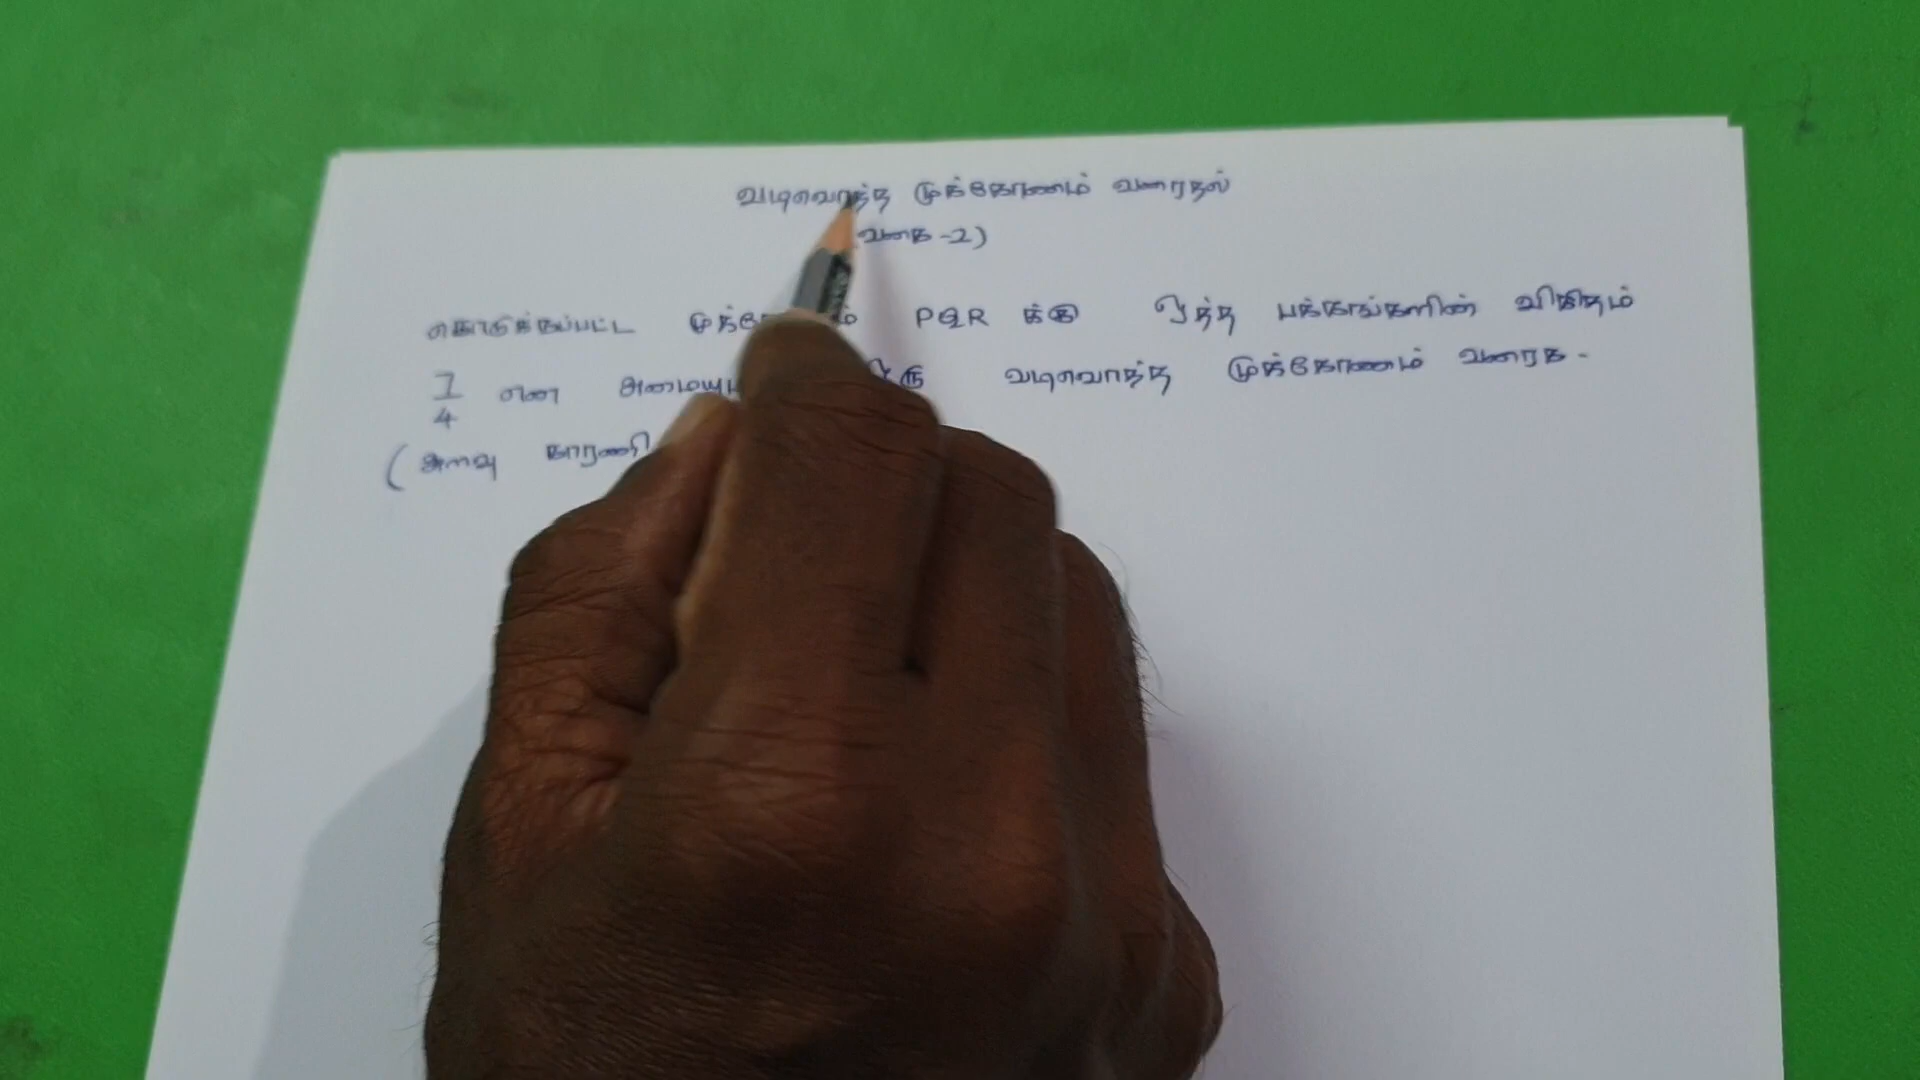 வடிவொத்த முக்கோணம் வரைதல்
வகை -2)
கொடுக்கப்பட்ட PQR க்கு ஒத்த பக்கங்களின் விகிதம்
7/4 என வடிவொத்த முக்கோணம் வரைக.
(அளவு காரணி